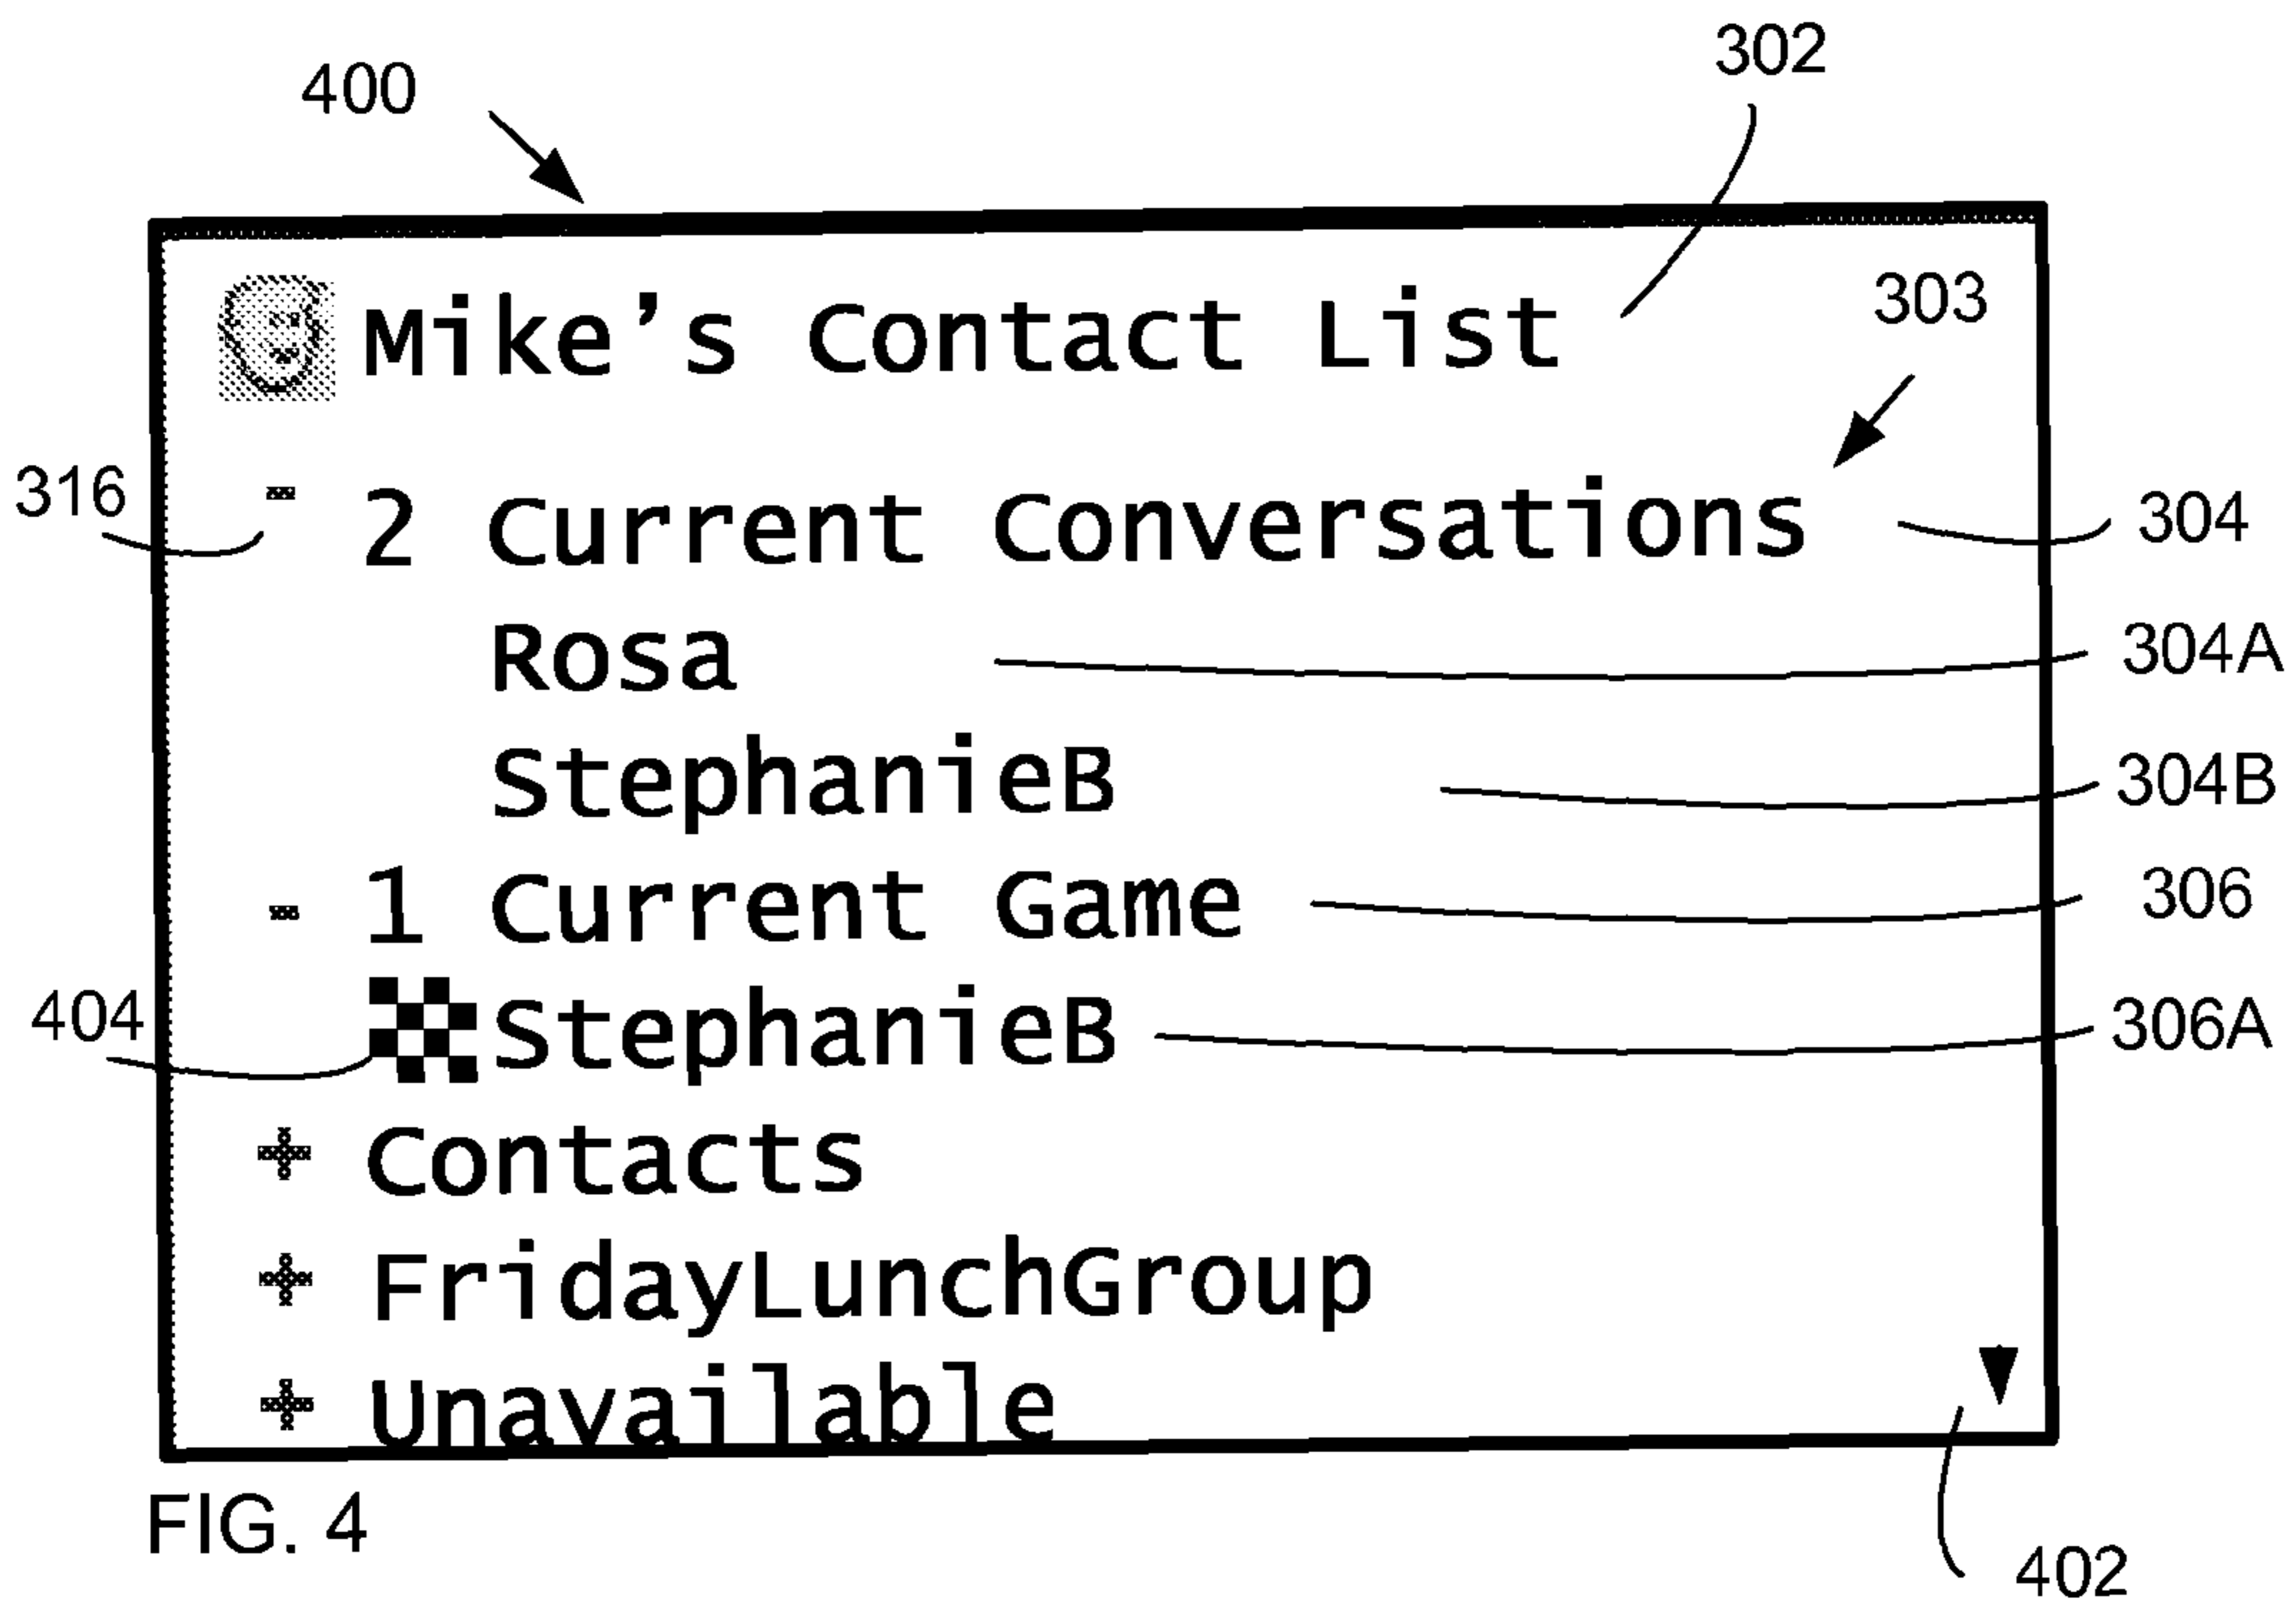 302
400
Mike's Contact List
303
316
- 2 Current Conversations
304
Rosa
304A
StephanieB
304B
- 1 Current Game
306
404
StephanieB
306A
+ Contacts
+ FridayLunchGroup
+ Unavailable
FIG. 4
402